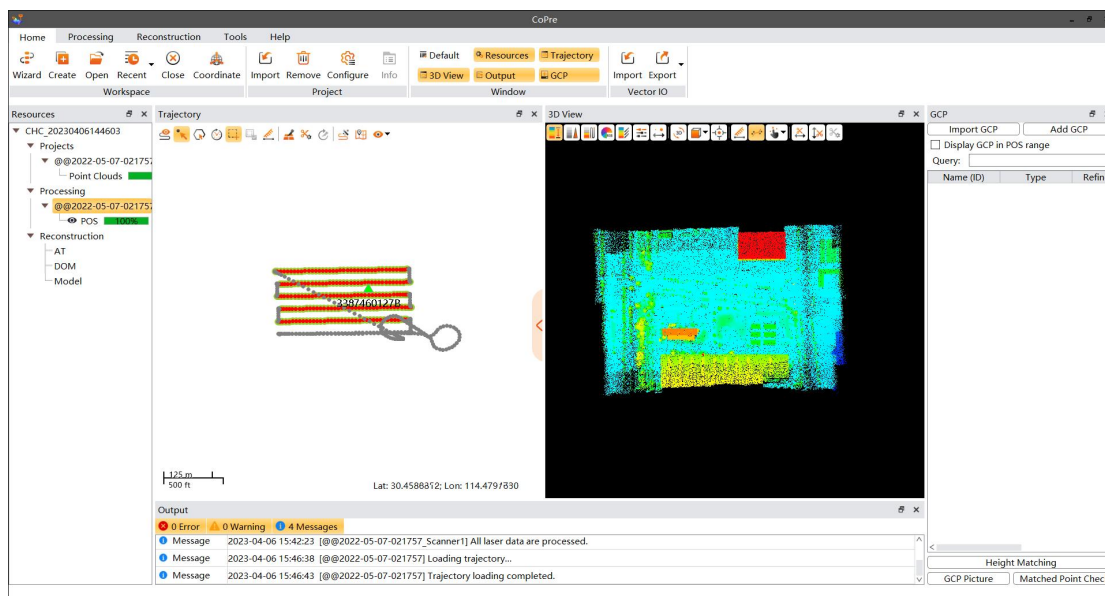 CoPre
Home Processing Reconstruction Tools Help
Default Resources Trajectory
Wizard Create Open Recent Close Coordinate Import Remove Configure Info 3D View Output GCP Import Export
Workspace Project Window Vector IO
Resources Trajectory 3D View GCP
CHC_20230406144603
Projects
@@2022-05-07-021757
Point Clouds
Processing
@@2022-05-07-021757
POS 100%
Reconstruction
AT
DOM
Model
125 m
500 ft
Lat: 30.4588812; Lon: 114.4791830
Import GCP Add GCP
Display GCP in POS range
Query:
Name (ID) Type Refin
Height Matching
GCP Picture Matched Point Chec
Output
0 Error 0 Warning 4 Messages
Message 2023-04-06 15:42:23 [@@2022-05-07-021757_Scanner1] All laser data are processed.
Message 2023-04-06 15:46:38 [@@2022-05-07-021757] Loading trajectory...
Message 2023-04-06 15:46:43 [@@2022-05-07-021757] Trajectory loading completed.